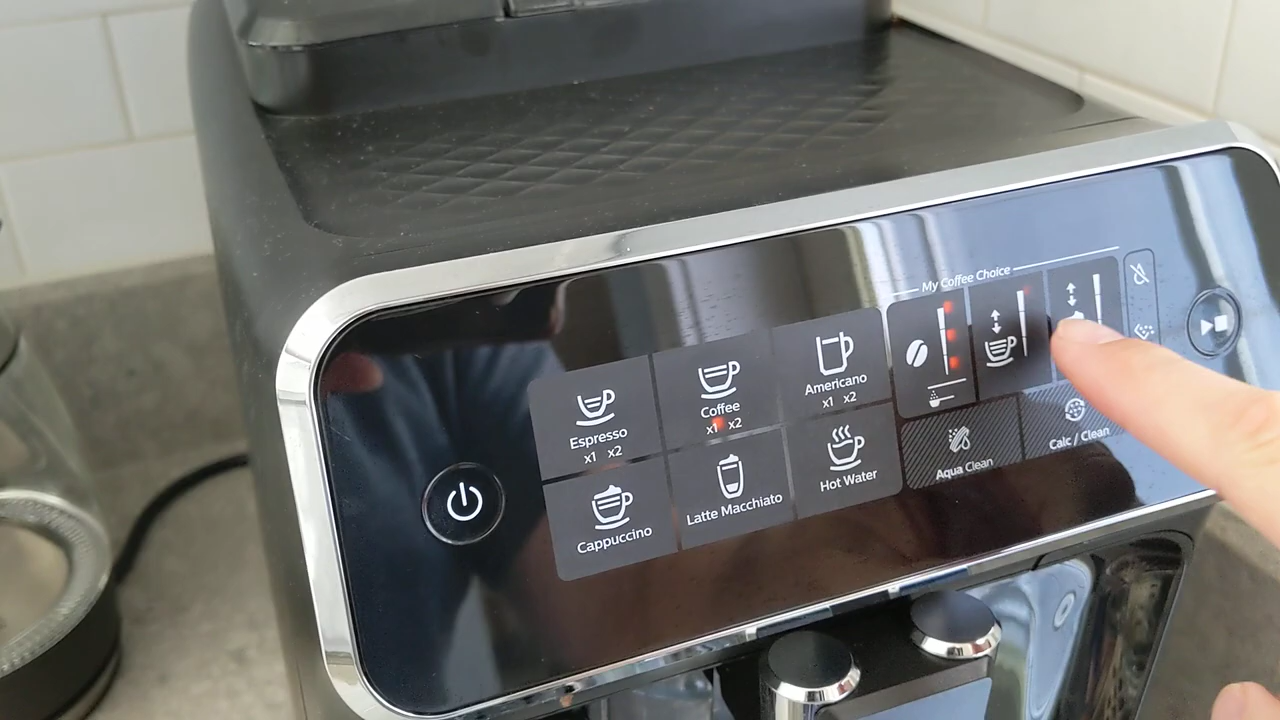 My Coffee Choice
Espresso
x1 x2
Coffee
x1 x2
Americano
x1 x2
Cappuccino
Latte Macchiato
Hot Water
Aqua Clean
Calc / Clean